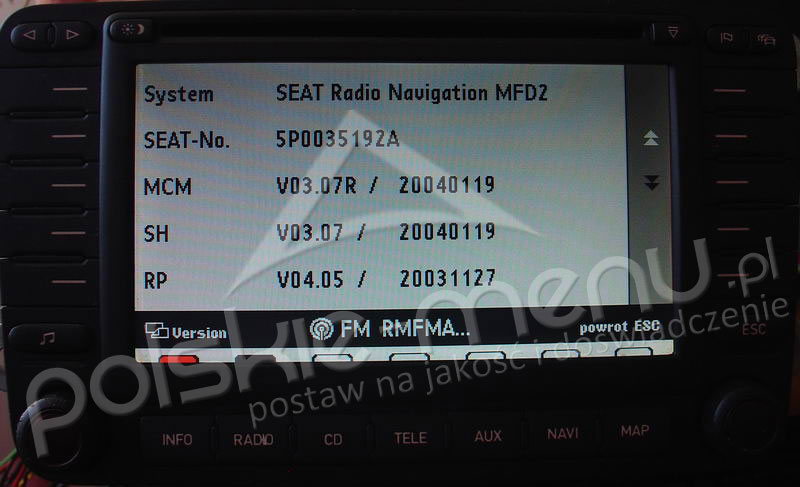 System SEAT Radio Navigation MFD2
SEAT-No. 5P0035192A
MCM V03.07R / 20040119
SH V03.07 / 20040119
RP V04.05 / 20031127
Version FM RMFMA... powrot ESC
ESC
polskie-menu.pl
postaw na jakość i doświadczenie
INFO RADIO CD TELE AUX NAVI MAP